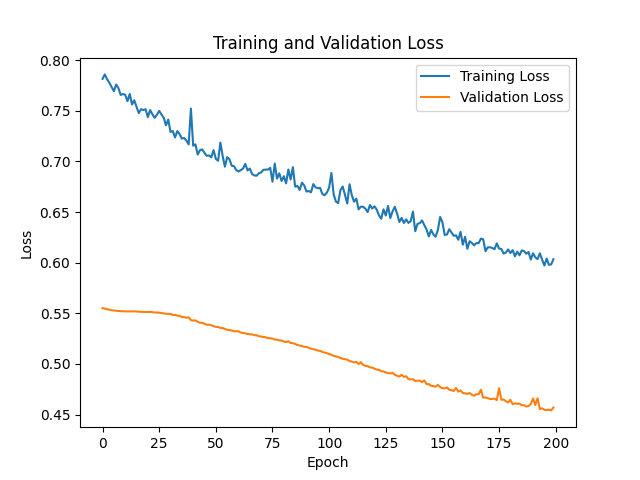 Training and Validation Loss
Training Loss
Validation Loss
0.80
0.75
0.70
0.65
0.60
0.55
0.50
0.45
Loss
0 25 50 75 100 125 150 175 200
Epoch